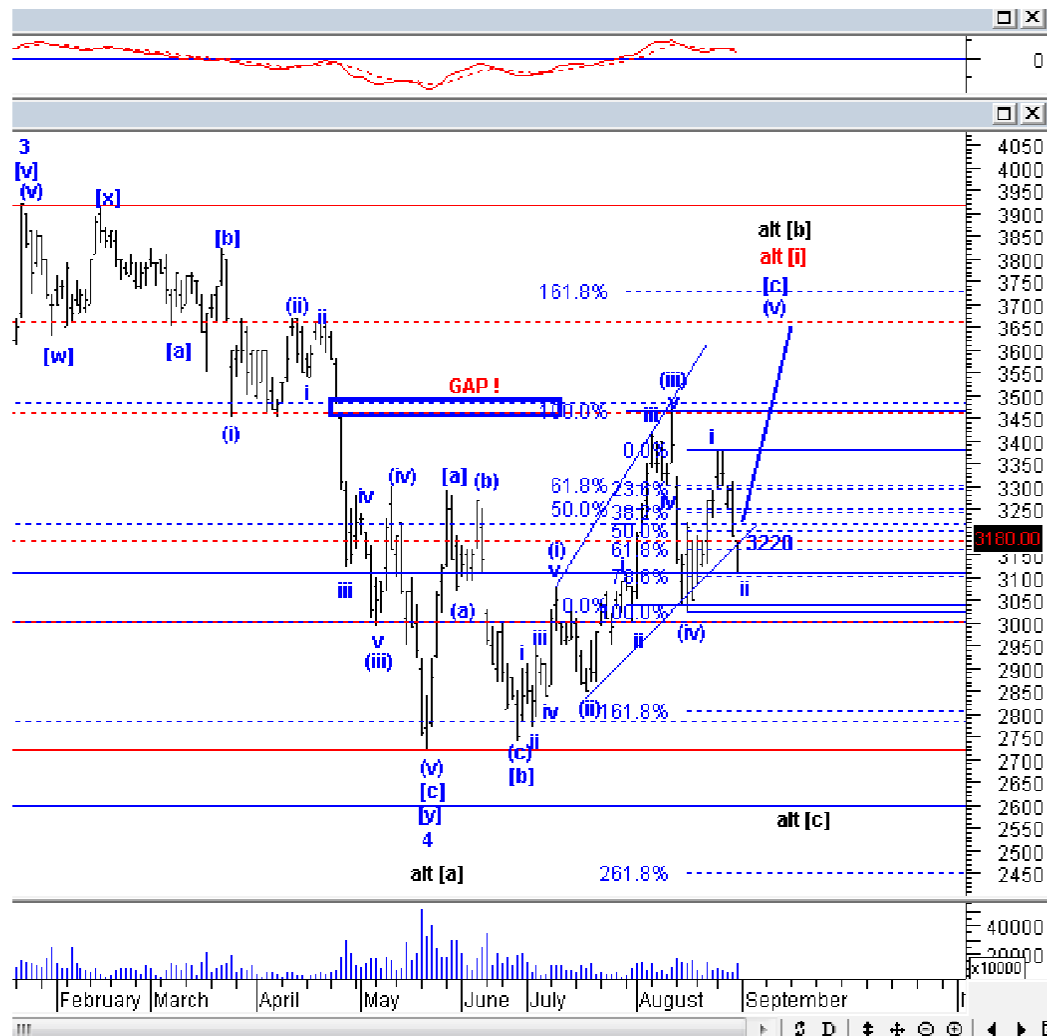 0
3
[v]
(v)
[x]
[b]
[w]
[a]
(i)
(ii)
ii
i
GAP !
alt [b]
alt [i]
[c]
(v)
161.8%
(iii)
v
iii
100.0%
i
0.0%
iv
(iv)
[a]
(b)
61.8%
23.6%
50.0%
38.2%
50.0%
61.8%
3220
78.6%
iv
iii
v
(iii)
(a)
(i)
v
i
iii
0.0%
100.0%
ii
ii
(iv)
i
iii
iv
ii
(ii)
161.8%
(c)
[b]
(v)
[c]
[y]
4
alt [a]
alt [c]
261.8%
4050
4000
3950
3900
3850
3800
3750
3700
3650
3600
3550
3500
3450
3400
3350
3300
3250
3180.00
3150
3100
3050
3000
2950
2900
2850
2800
2750
2700
2650
2600
2550
2500
2450
40000
20000
x10000
February March April May June July August September
D